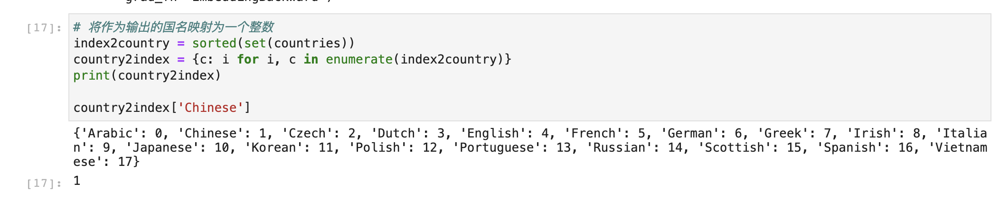 [17]:
# 将作为输出的国名映射为一个整数
index2country = sorted(set(countries))
country2index = {c: i for i, c in enumerate(index2country)}
print(country2index)
country2index['Chinese']
{'Arabic': 0, 'Chinese': 1, 'Czech': 2, 'Dutch': 3, 'English': 4, 'French': 5, 'German': 6, 'Greek': 7, 'Irish': 8, 'Italia
n': 9, 'Japanese': 10, 'Korean': 11, 'Polish': 12, 'Portuguese': 13, 'Russian': 14, 'Scottish': 15, 'Spanish': 16, 'Vietnam
ese': 17}
[17]: 1